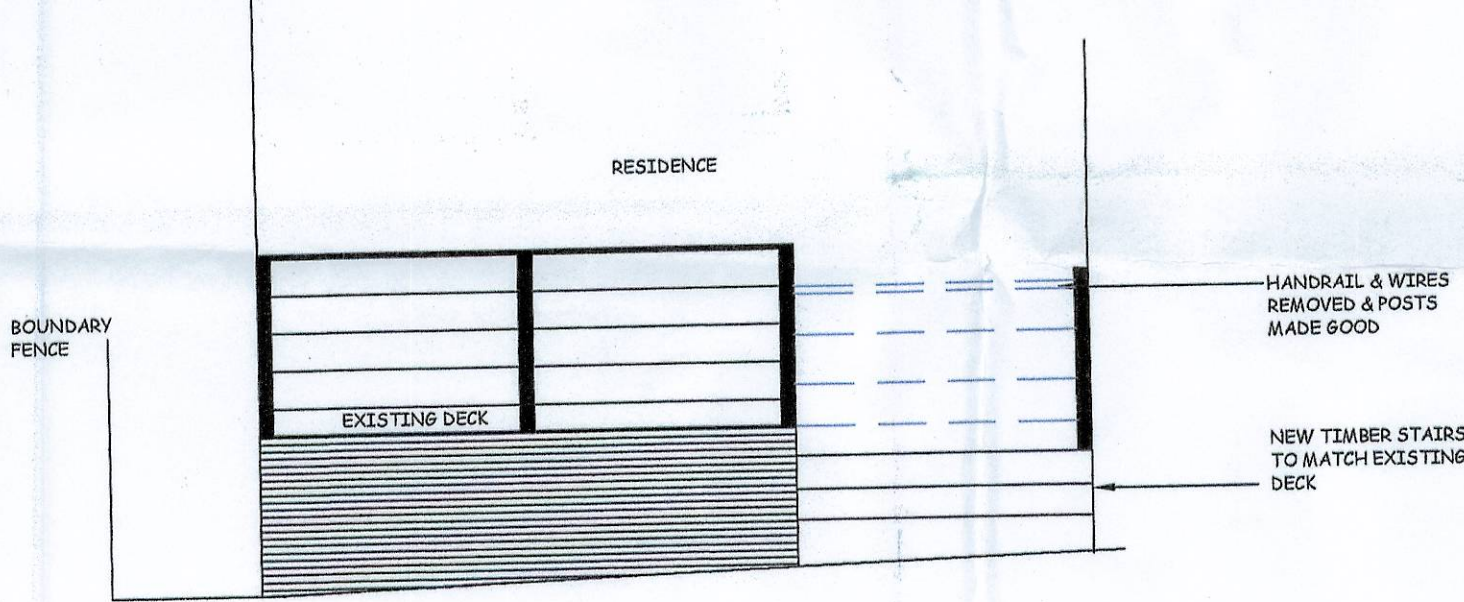 RESIDENCE
BOUNDARY
FENCE
HANDRAIL & WIRES
REMOVED & POSTS
MADE GOOD
EXISTING DECK
NEW TIMBER STAIRS
TO MATCH EXISTING
DECK